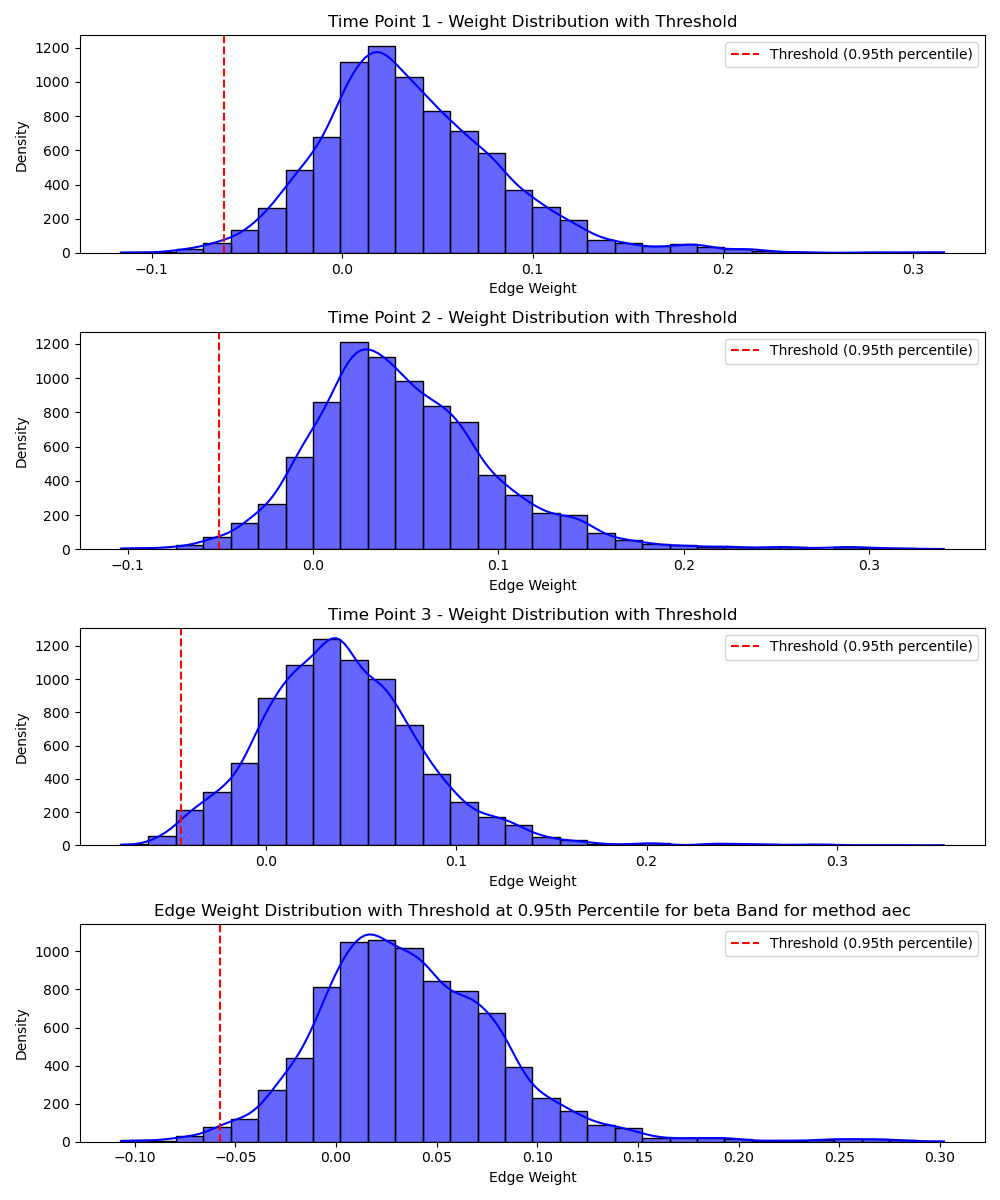 Time Point 1 - Weight Distribution with Threshold
Threshold (0.95th percentile)
Density
1200
1000
800
600
400
200
0
−0.1 0.0 0.1 0.2 0.3
Edge Weight
Time Point 2 - Weight Distribution with Threshold
Threshold (0.95th percentile)
Density
1200
1000
800
600
400
200
0
−0.1 0.0 0.1 0.2 0.3
Edge Weight
Time Point 3 - Weight Distribution with Threshold
Threshold (0.95th percentile)
Density
1200
1000
800
600
400
200
0
0.0 0.1 0.2 0.3
Edge Weight
Edge Weight Distribution with Threshold at 0.95th Percentile for beta Band for method aec
Threshold (0.95th percentile)
Density
1000
800
600
400
200
0
−0.10 −0.05 0.00 0.05 0.10 0.15 0.20 0.25 0.30
Edge Weight